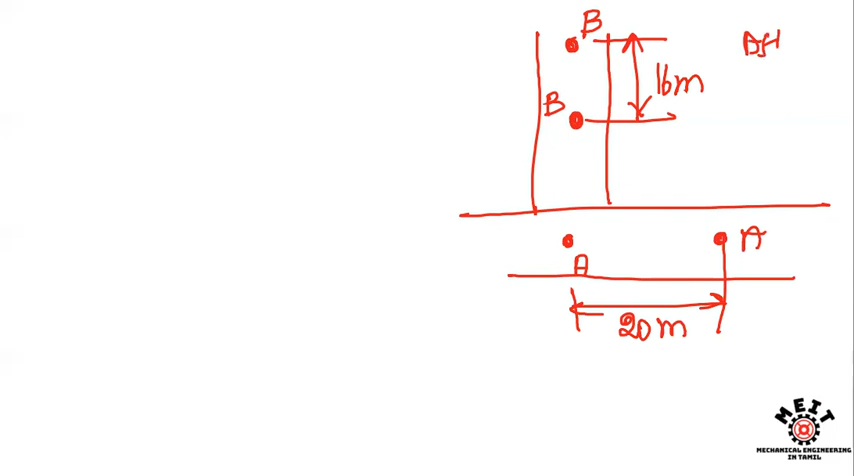 B
16m
B
A
A
20m
MEIT
MECHANICAL ENGINEERING
IN TAMIL